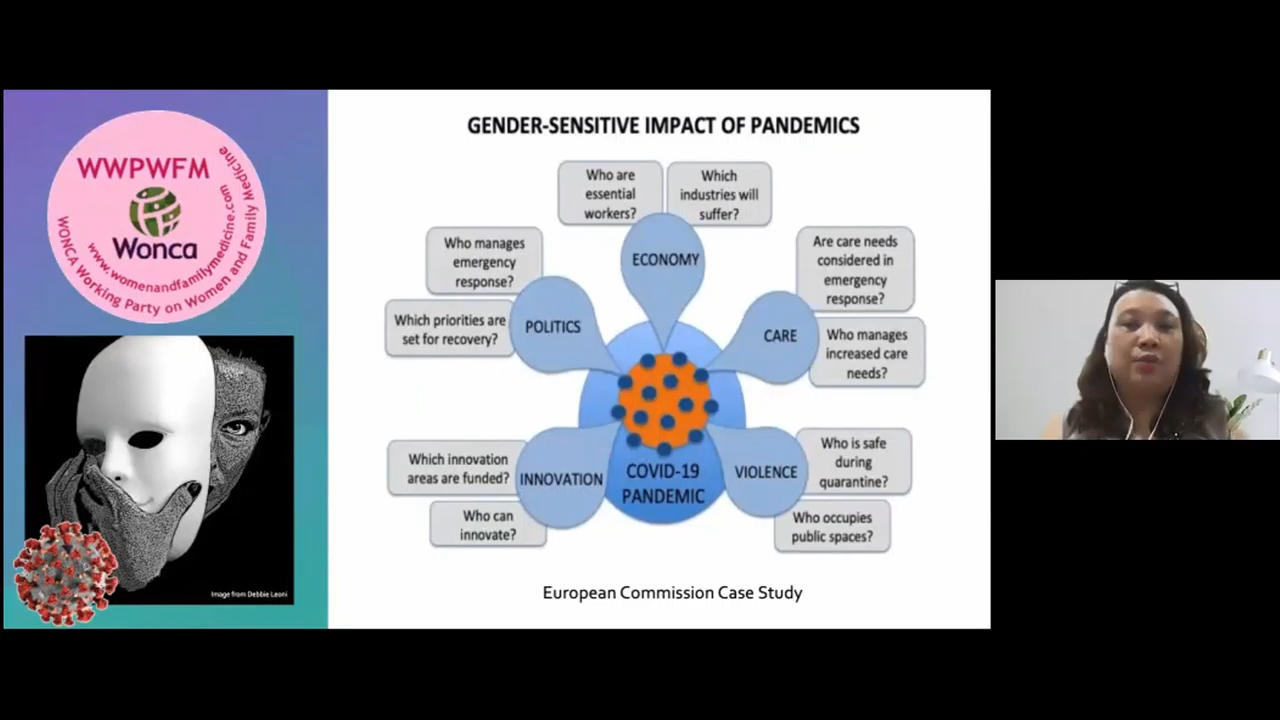 WWPWFM
Wonca
www.womenandfamilymedicine.com
WONCA Working Party on Women and Family Medicine
Image from Debbie Leoni
GENDER-SENSITIVE IMPACT OF PANDEMICS
Who are
essential
workers?
Which
industries will
suffer?
ECONOMY
Who manages
emergency
response?
Which priorities are
set for recovery?
POLITICS
Are care needs
considered in
emergency
response?
Who manages
increased care
needs?
CARE
Which innovation
areas are funded?
Who can
innovate?
INNOVATION
COVID-19
PANDEMIC
VIOLENCE
Who is safe
during
quarantine?
Who occupies
public spaces?
European Commission Case Study